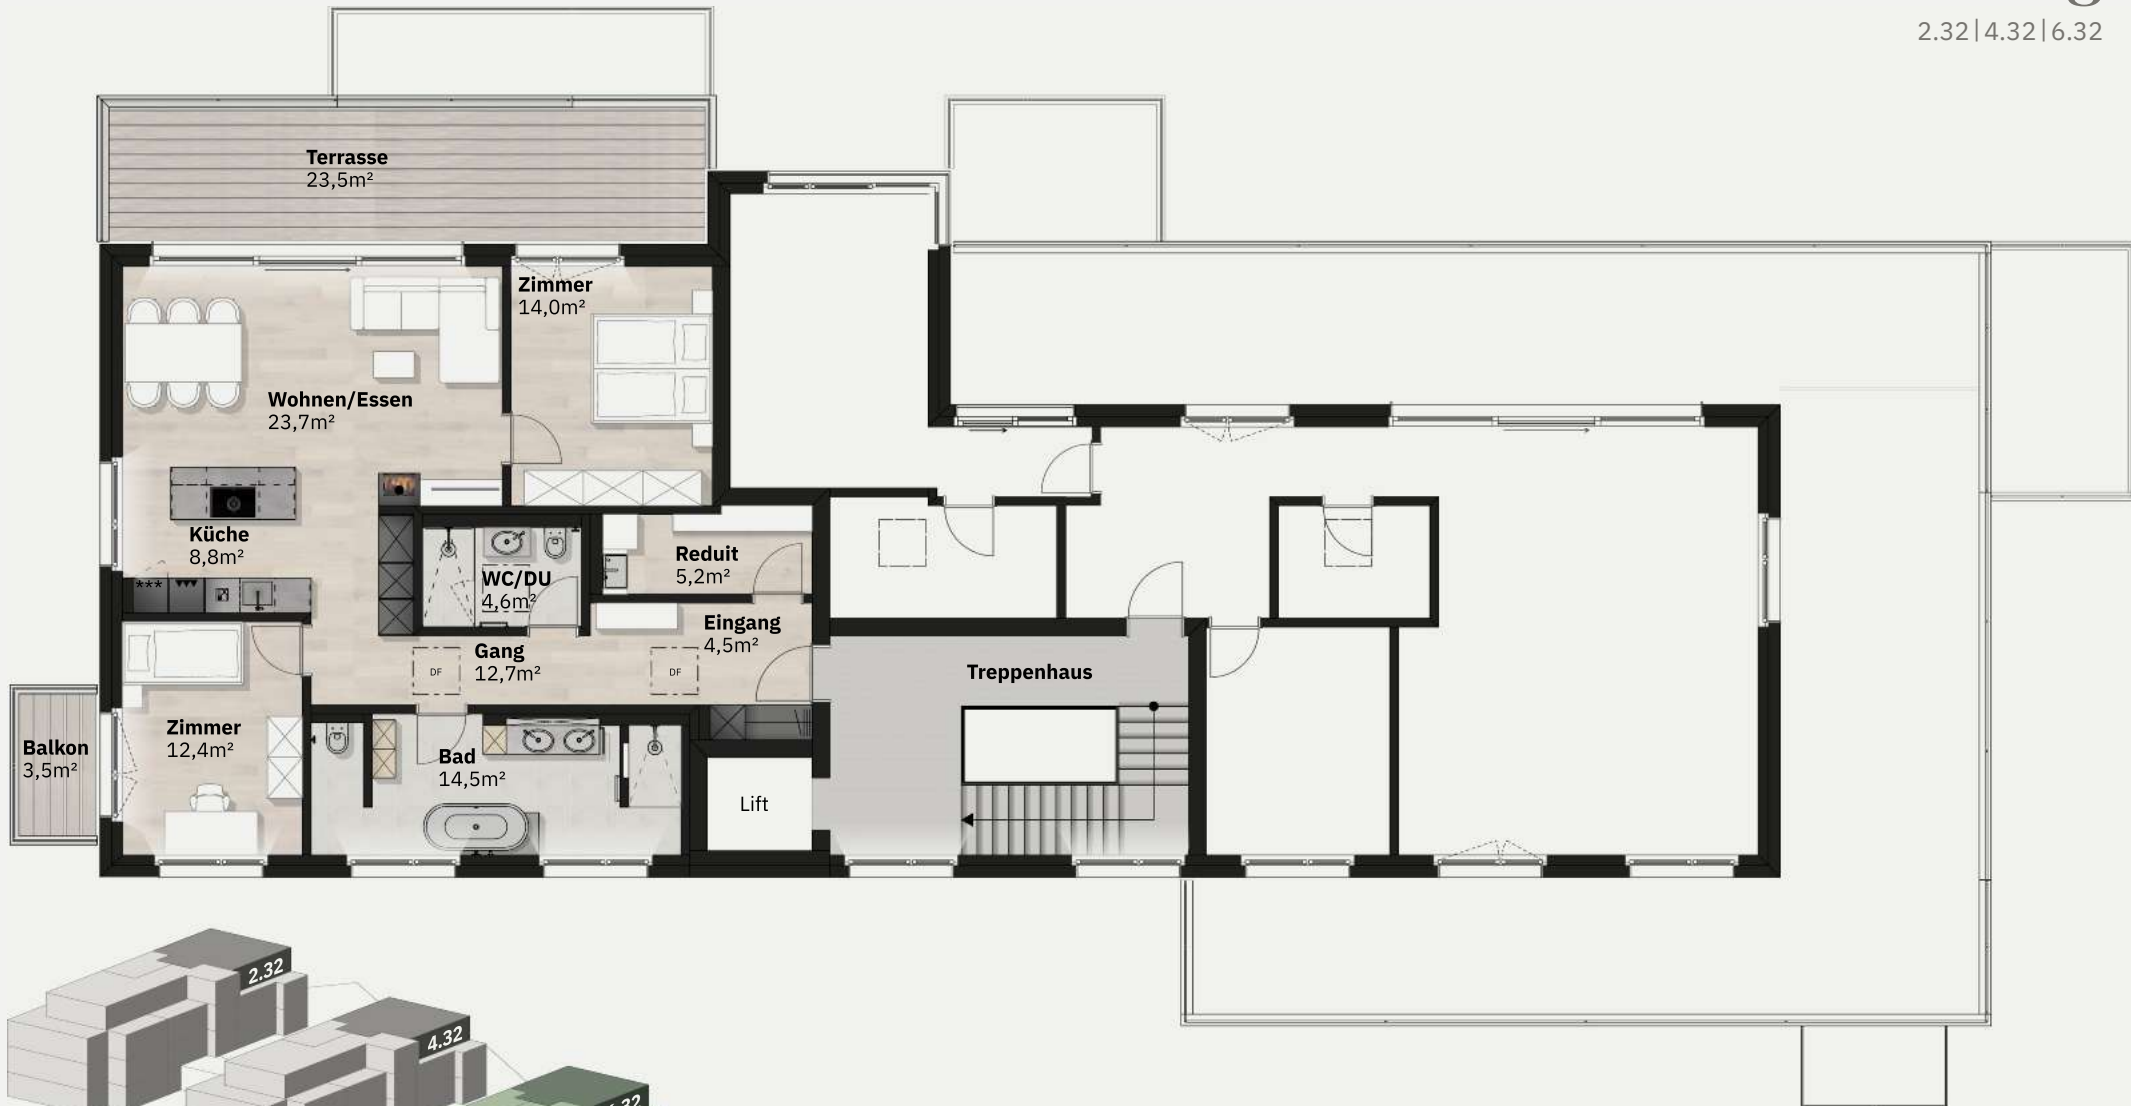 2.32|4.32|6.32
Terrasse
23,5m²
Zimmer
14,0m²
Wohnen/Essen
23,7m²
Küche
8,8m²
***
WC/DU
4,6m²
Reduit
5,2m²
Eingang
4,5m²
Gang
12,7m²
DF
DF
Treppenhaus
Zimmer
12,4m²
Balkon
3,5m²
Bad
14,5m²
Lift
2.32
4.32